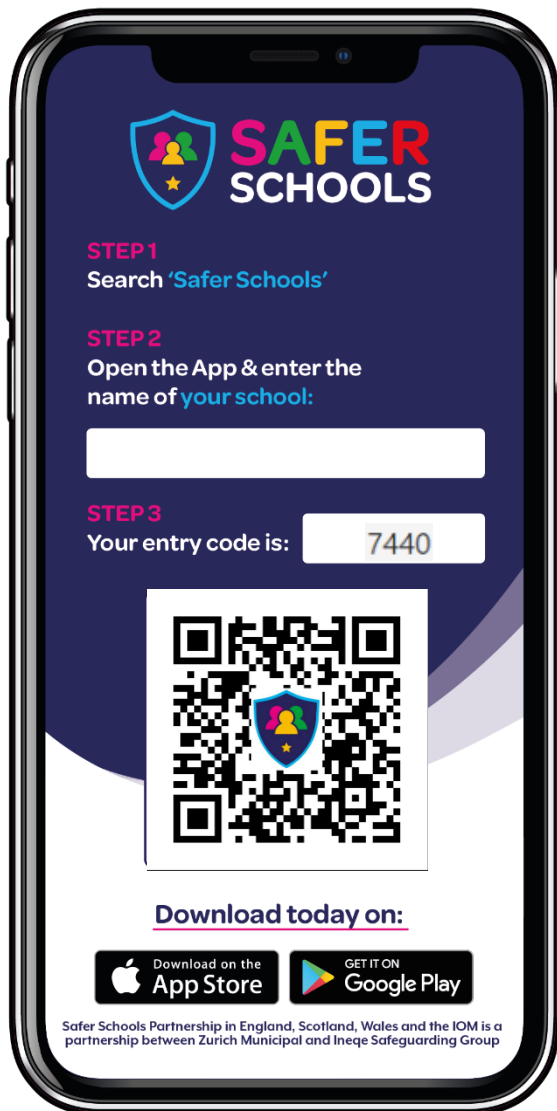 SAFER
SCHOOLS
STEP 1
Search ‘Safer Schools’
STEP 2
Open the App & enter the
name of your school:
STEP 3
Your entry code is: 7440
Download today on:
Download on the
App Store
GET IT ON
Google Play
Safer Schools Partnership in England, Scotland, Wales and the IOM is a
partnership between Zurich Municipal and Ineqe Safeguarding Group